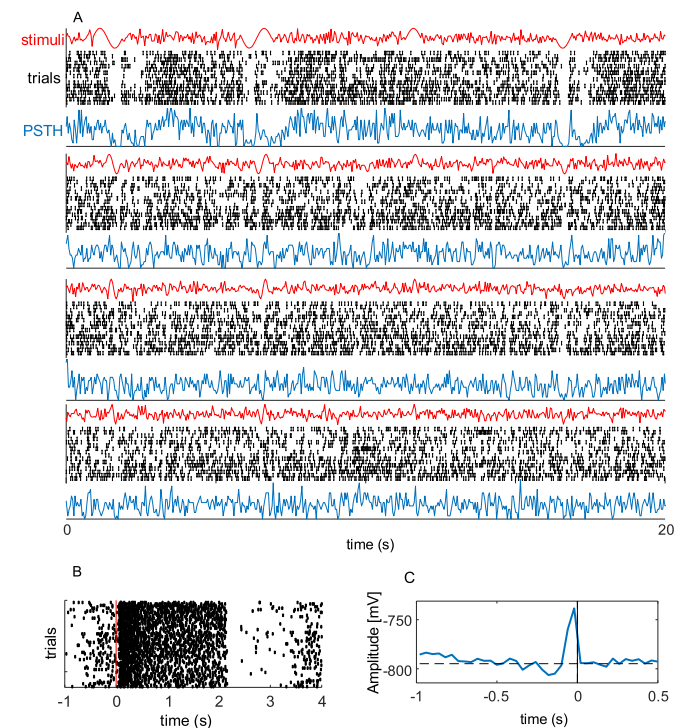 A
stimuli
trials
PSTH
0 20
time (s)
B
trials
-1 0 1 2 3 4
time (s)
C
Amplitude [mV]
-750
-800
-1 -0.5 0 0.5
time (s)